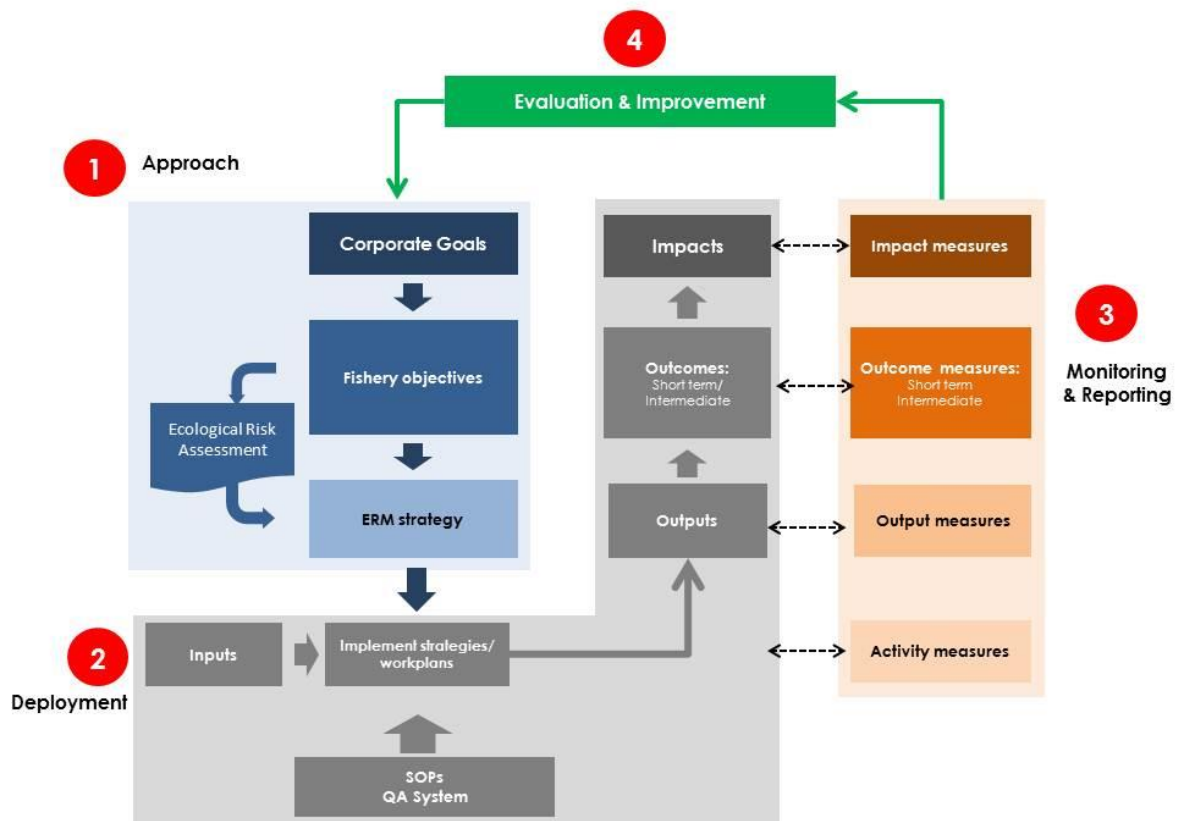 4
Evaluation & Improvement
1
Approach
Corporate Goals
Fishery objectives
Ecological Risk
Assessment
ERM strategy
2
Deployment
Inputs
Implement strategies/
workplans
SOPs
QA System
Impacts
Outcomes:
Short term/
Intermediate
Outputs
Impact measures
Outcome measures:
Short term
Intermediate
Output measures
Activity measures
3
Monitoring
& Reporting